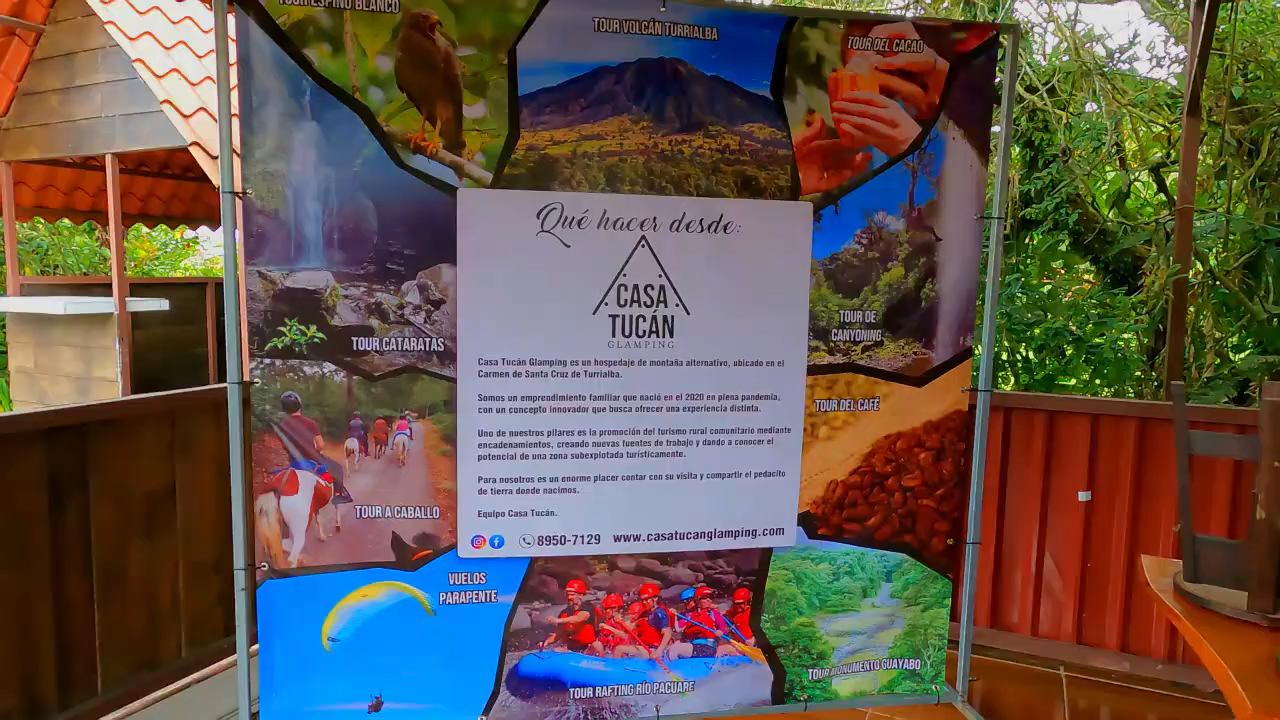 TOUR ESPINO BLANCO
TOUR VOLCÁN TURRIALBA
TOUR DEL CACAO
Qué hacer desde:
CASA
TUCÁN
GLAMPING
TOUR CATARATAS
TOUR DE
CANYONING
Casa Tucán Glamping es un hospedaje de montaña alternativo, ubicado en el
Carmen de Santa Cruz de Turrialba.
Somos un emprendimiento familiar que nació en el 2020 en plena pandemia,
con un concepto innovador que busca ofrecer una experiencia distinta.
Uno de nuestros pilares es la promoción del turismo rural comunitario mediante
encadenamientos, creando nuevas fuentes de trabajo y dando a conocer el
potencial de una zona subexplotada turísticamente.
Para nosotros es un enorme placer contar con su visita y compartir el pedacito
de tierra donde nacimos.
Equipo Casa Tucán.
8950-7129 www.casatucanglamping.com
TOUR DEL CAFÉ
TOUR A CABALLO
VUELOS
PARAPENTE
TOUR RAFTING RÍO PACUARE
TOUR MONUMENTO GUAYABO